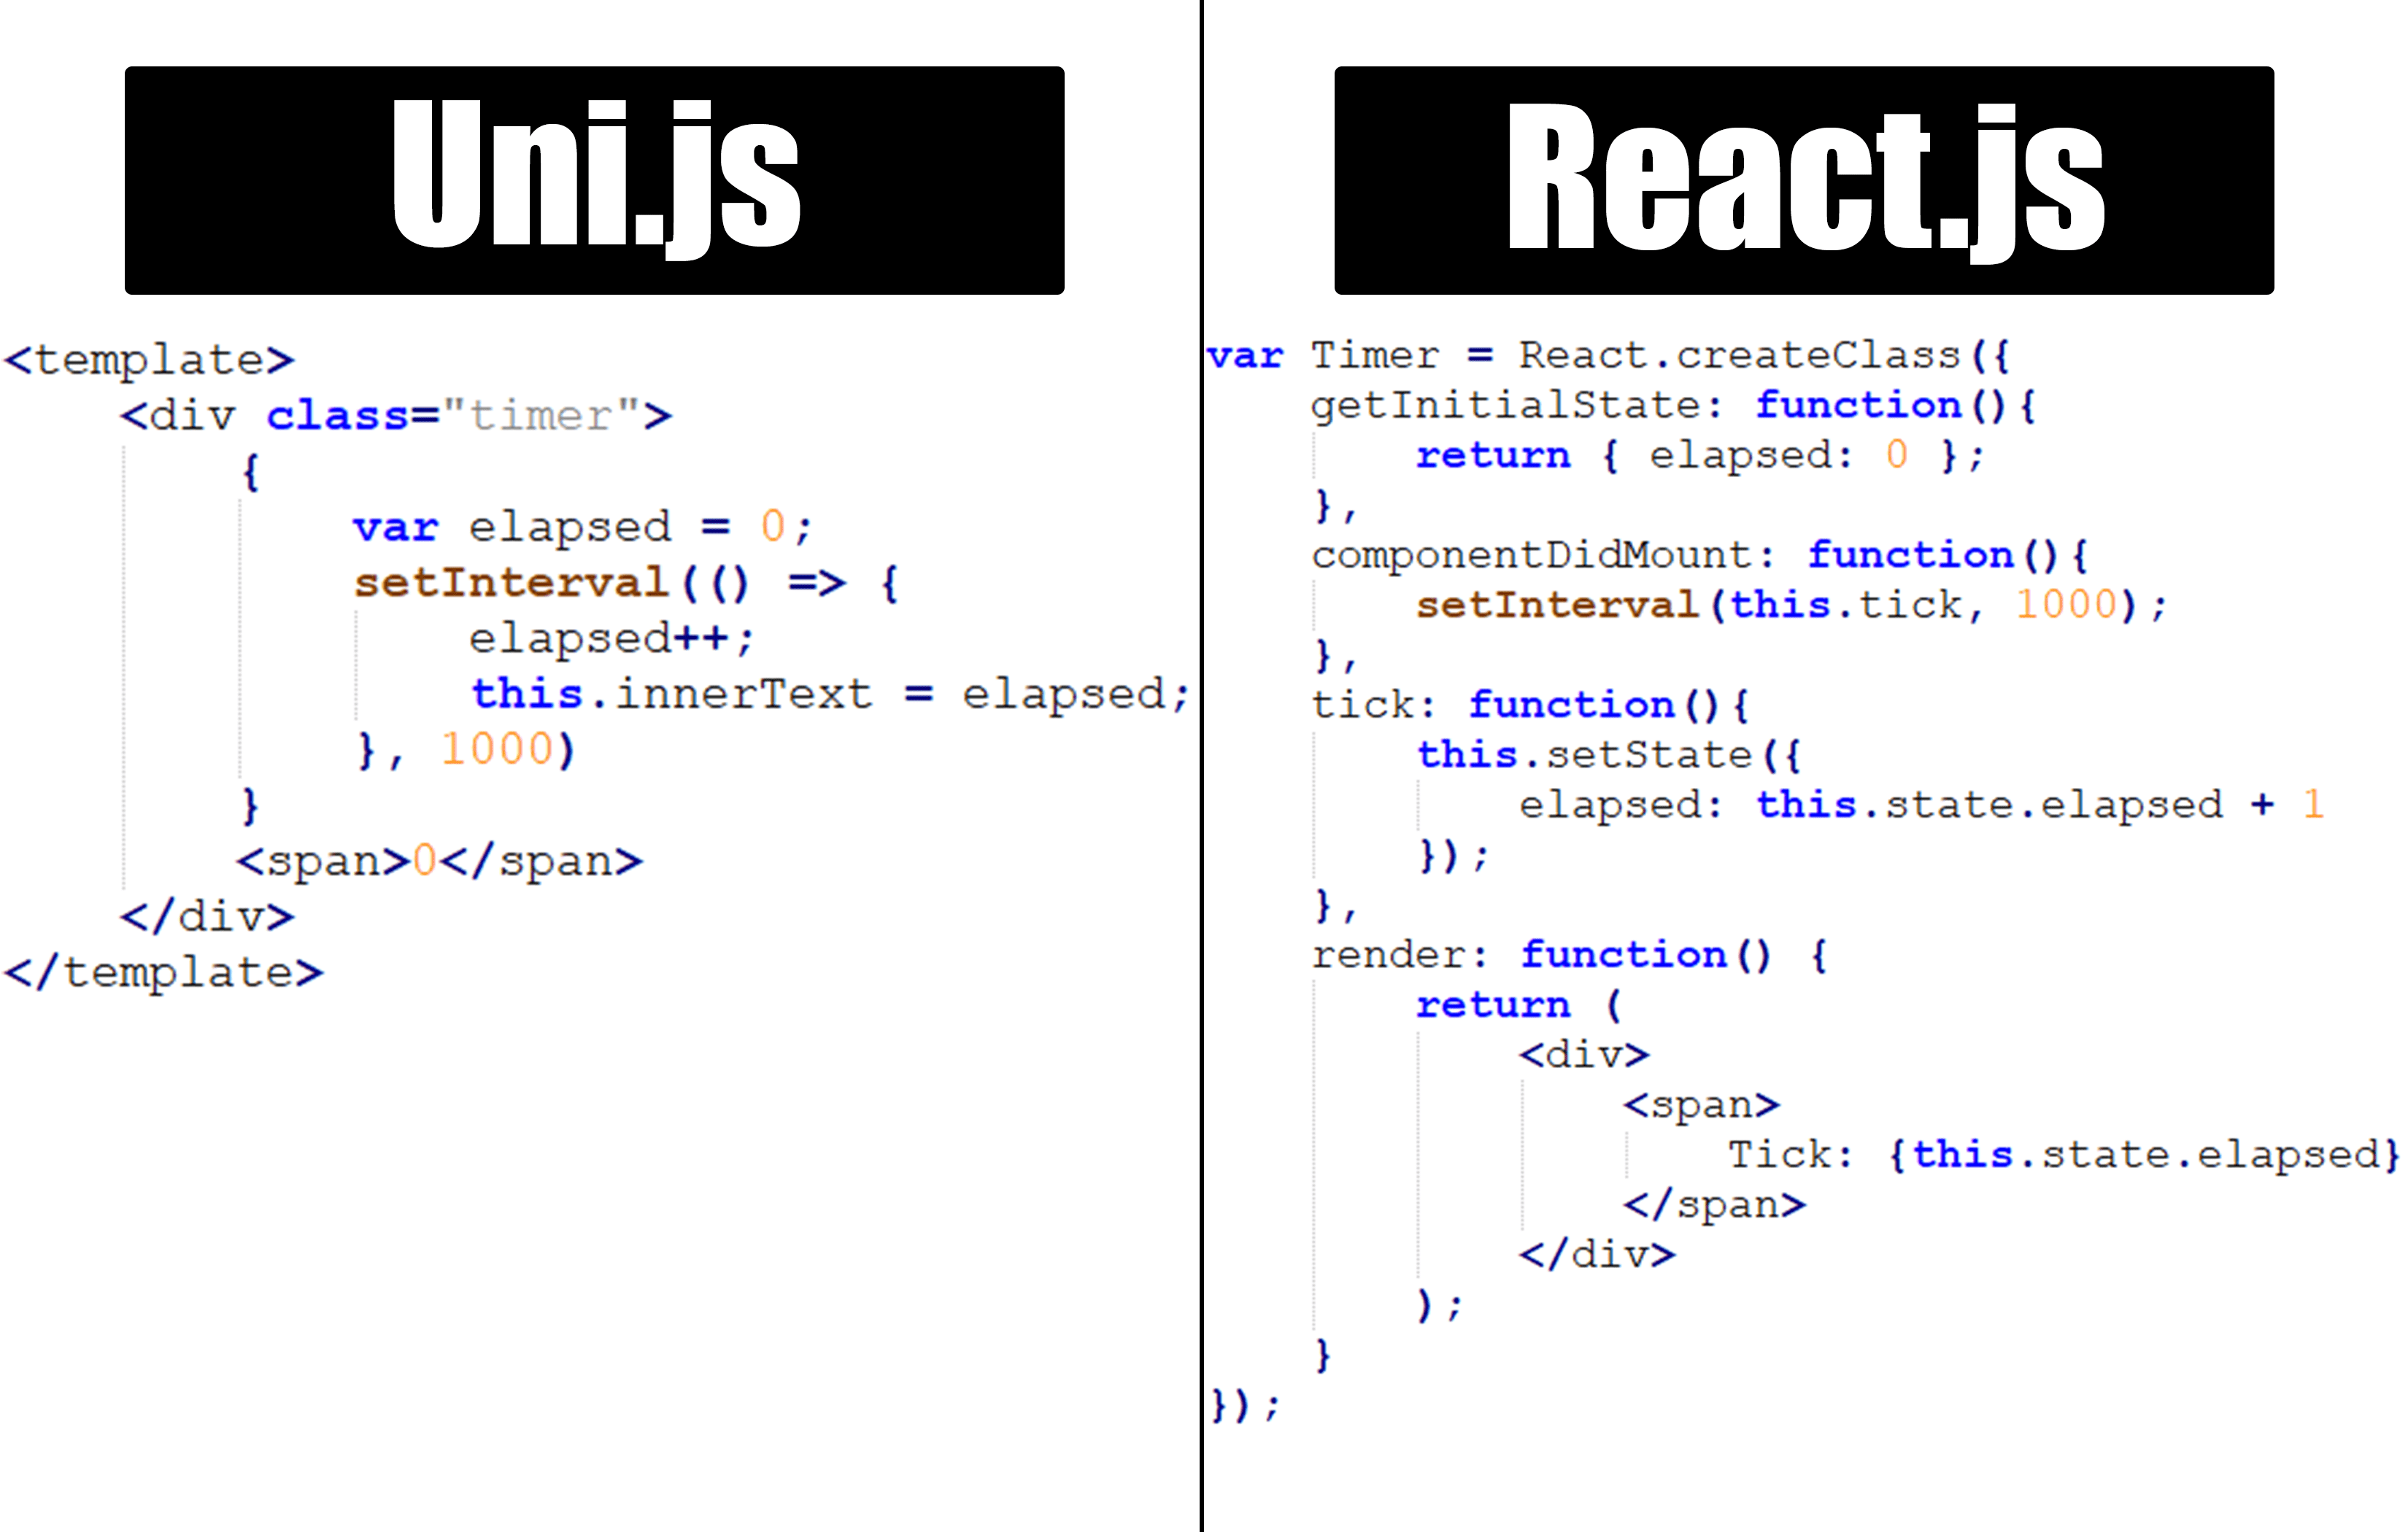 Uni.js
<template>
    <div class="timer">
        {
            var elapsed = 0;
            setInterval(() => {
                elapsed++;
                this.innerText = elapsed;
            }, 1000)
        }
        <span>0</span>
    </div>
</template>
React.js
var Timer = React.createClass({
    getInitialState: function(){
        return { elapsed: 0 };
    },
    componentDidMount: function(){
        setInterval(this.tick, 1000);
    },
    tick: function(){
        this.setState({
            elapsed: this.state.elapsed + 1
        });
    },
    render: function() {
        return (
            <div>
                <span>
                    Tick: {this.state.elapsed}
                </span>
            </div>
        );
    }
});